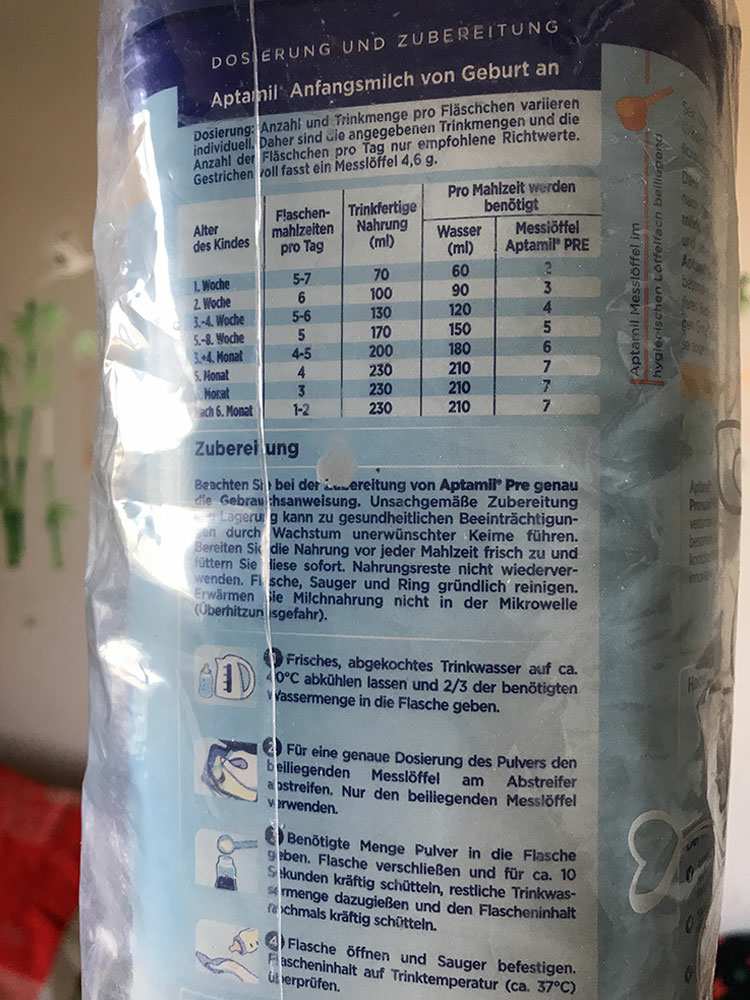 DOSIERUNG UND ZUBEREITUNG
Aptamil® Anfangsmilch von Geburt an
Dosierung: Anzahl und Trinkmenge pro Fläschchen variieren
individuell. Daher sind die angegebenen Trinkmengen und die
Anzahl der Fläschchen pro Tag nur empfohlene Richtwerte.
Gestrichen voll fasst ein Messlöffel 4,6 g.
Pro Mahlzeit werden
benötigt
Alter
des Kindes
Flaschen-
mahlzeiten
pro Tag
Trinkfertige
Nahrung
(ml)
Wasser
(ml)
Messlöffel
Aptamil® PRE
1. Woche 5-7 70 60 2
2. Woche 6 100 90 3
3.-4. Woche 5-6 130 120 4
5.-8. Woche 5 170 150 5
3.+4. Monat 4-5 200 180 6
5. Monat 4 230 210 7
Monat 3 230 210 7
ach 6. Monat 1-2 230 210 7
Aptamil Messlöffel im
hygienischen Löffelfach beiliegend
Zuberei ung
Beachten Sie bei der Zubereitung von Aptamil® Pre genau
die Gebrauchsanweisung. Unsachgemäße Zubereitung
Lagerung kann zu gesundheitlichen Beeinträchtigun-
en durch Wachstum unerwünschter Keime führen.
Bereiten Sie die Nahrung vor jeder Mahlzeit frisch zu und
füttern Sie diese sofort. Nahrungsreste nicht wiederver-
wenden. Flasche, Sauger und Ring gründlich reinigen.
Erwärmen Sie Milchnahrung nicht in der Mikrowelle
(Überhitzungsgefahr).
1 Frisches, abgekochtes Trinkwasser auf ca.
40°C abkühlen lassen und 2/3 der benötigten
Wassermenge in die Flasche geben.
2 Für eine genaue Dosierung des Pulvers den
beiliegenden Messlöffel am Abstreifer
abstreifen. Nur den beiliegenden Messlöffel
verwenden.
3 Benötigte Menge Pulver in die Flasche
geben. Flasche verschließen und für ca. 10
Sekunden kräftig schütteln, restliche Trinkwas-
sermenge dazugießen und den Flascheninhalt
nochmals kräftig schütteln.
4 Flasche öffnen und Sauger befestigen.
Flascheninhalt auf Trinktemperatur (ca. 37°C)
überprüfen.